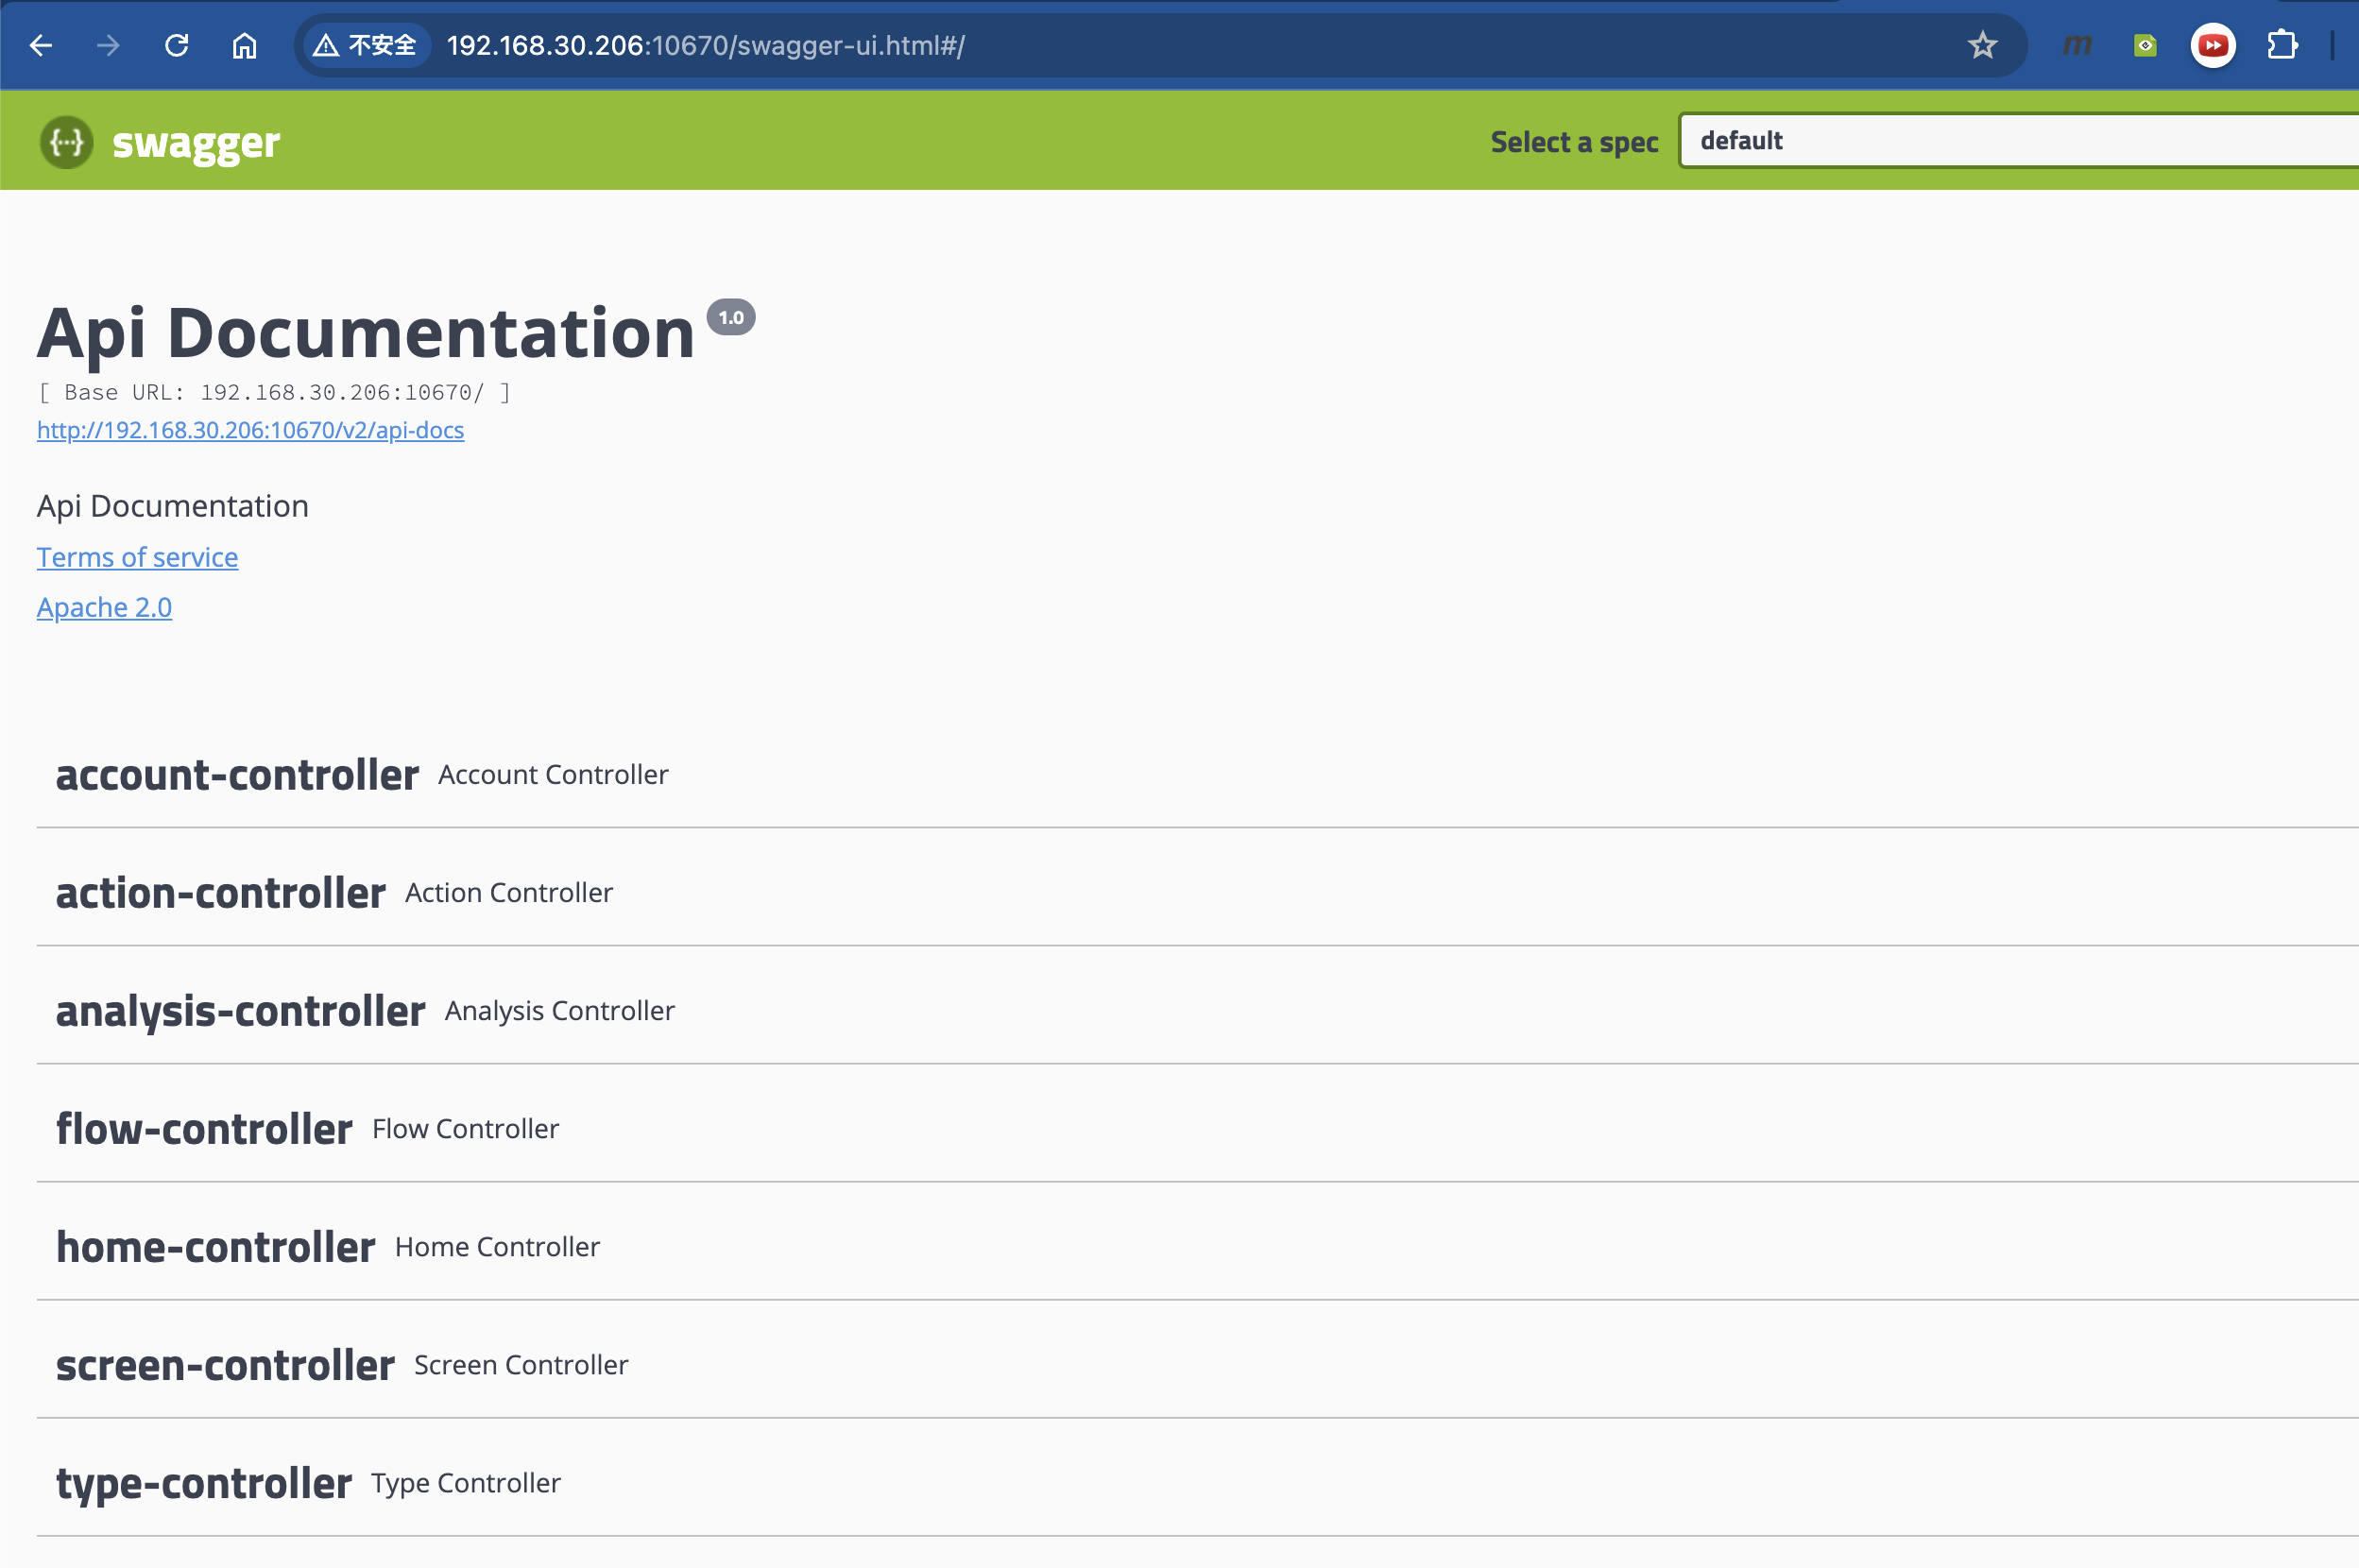 不安全 192.168.30.206:10670/swagger-ui.html#/ m
{···} swagger Select a spec default
Api Documentation 1.0
[ Base URL: 192.168.30.206:10670/ ]
http://192.168.30.206:10670/v2/api-docs
Api Documentation
Terms of service
Apache 2.0
account-controller Account Controller
action-controller Action Controller
analysis-controller Analysis Controller
flow-controller Flow Controller
home-controller Home Controller
screen-controller Screen Controller
type-controller Type Controller